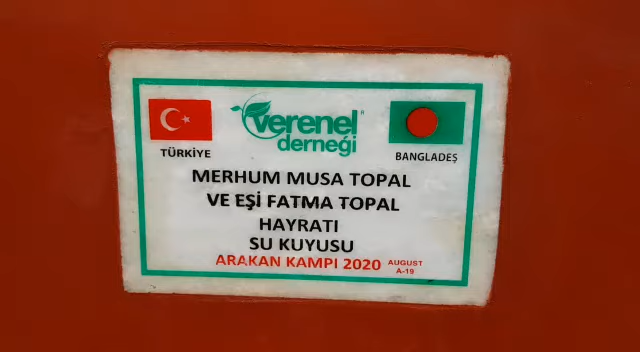 verenel
derneği
TÜRKİYE
BANGLADEŞ
MERHUM MUSA TOPAL
VE EŞİ FATMA TOPAL
HAYRATI
SU KUYUSU
ARAKAN KAMPI 2020 AUGUST
A-19